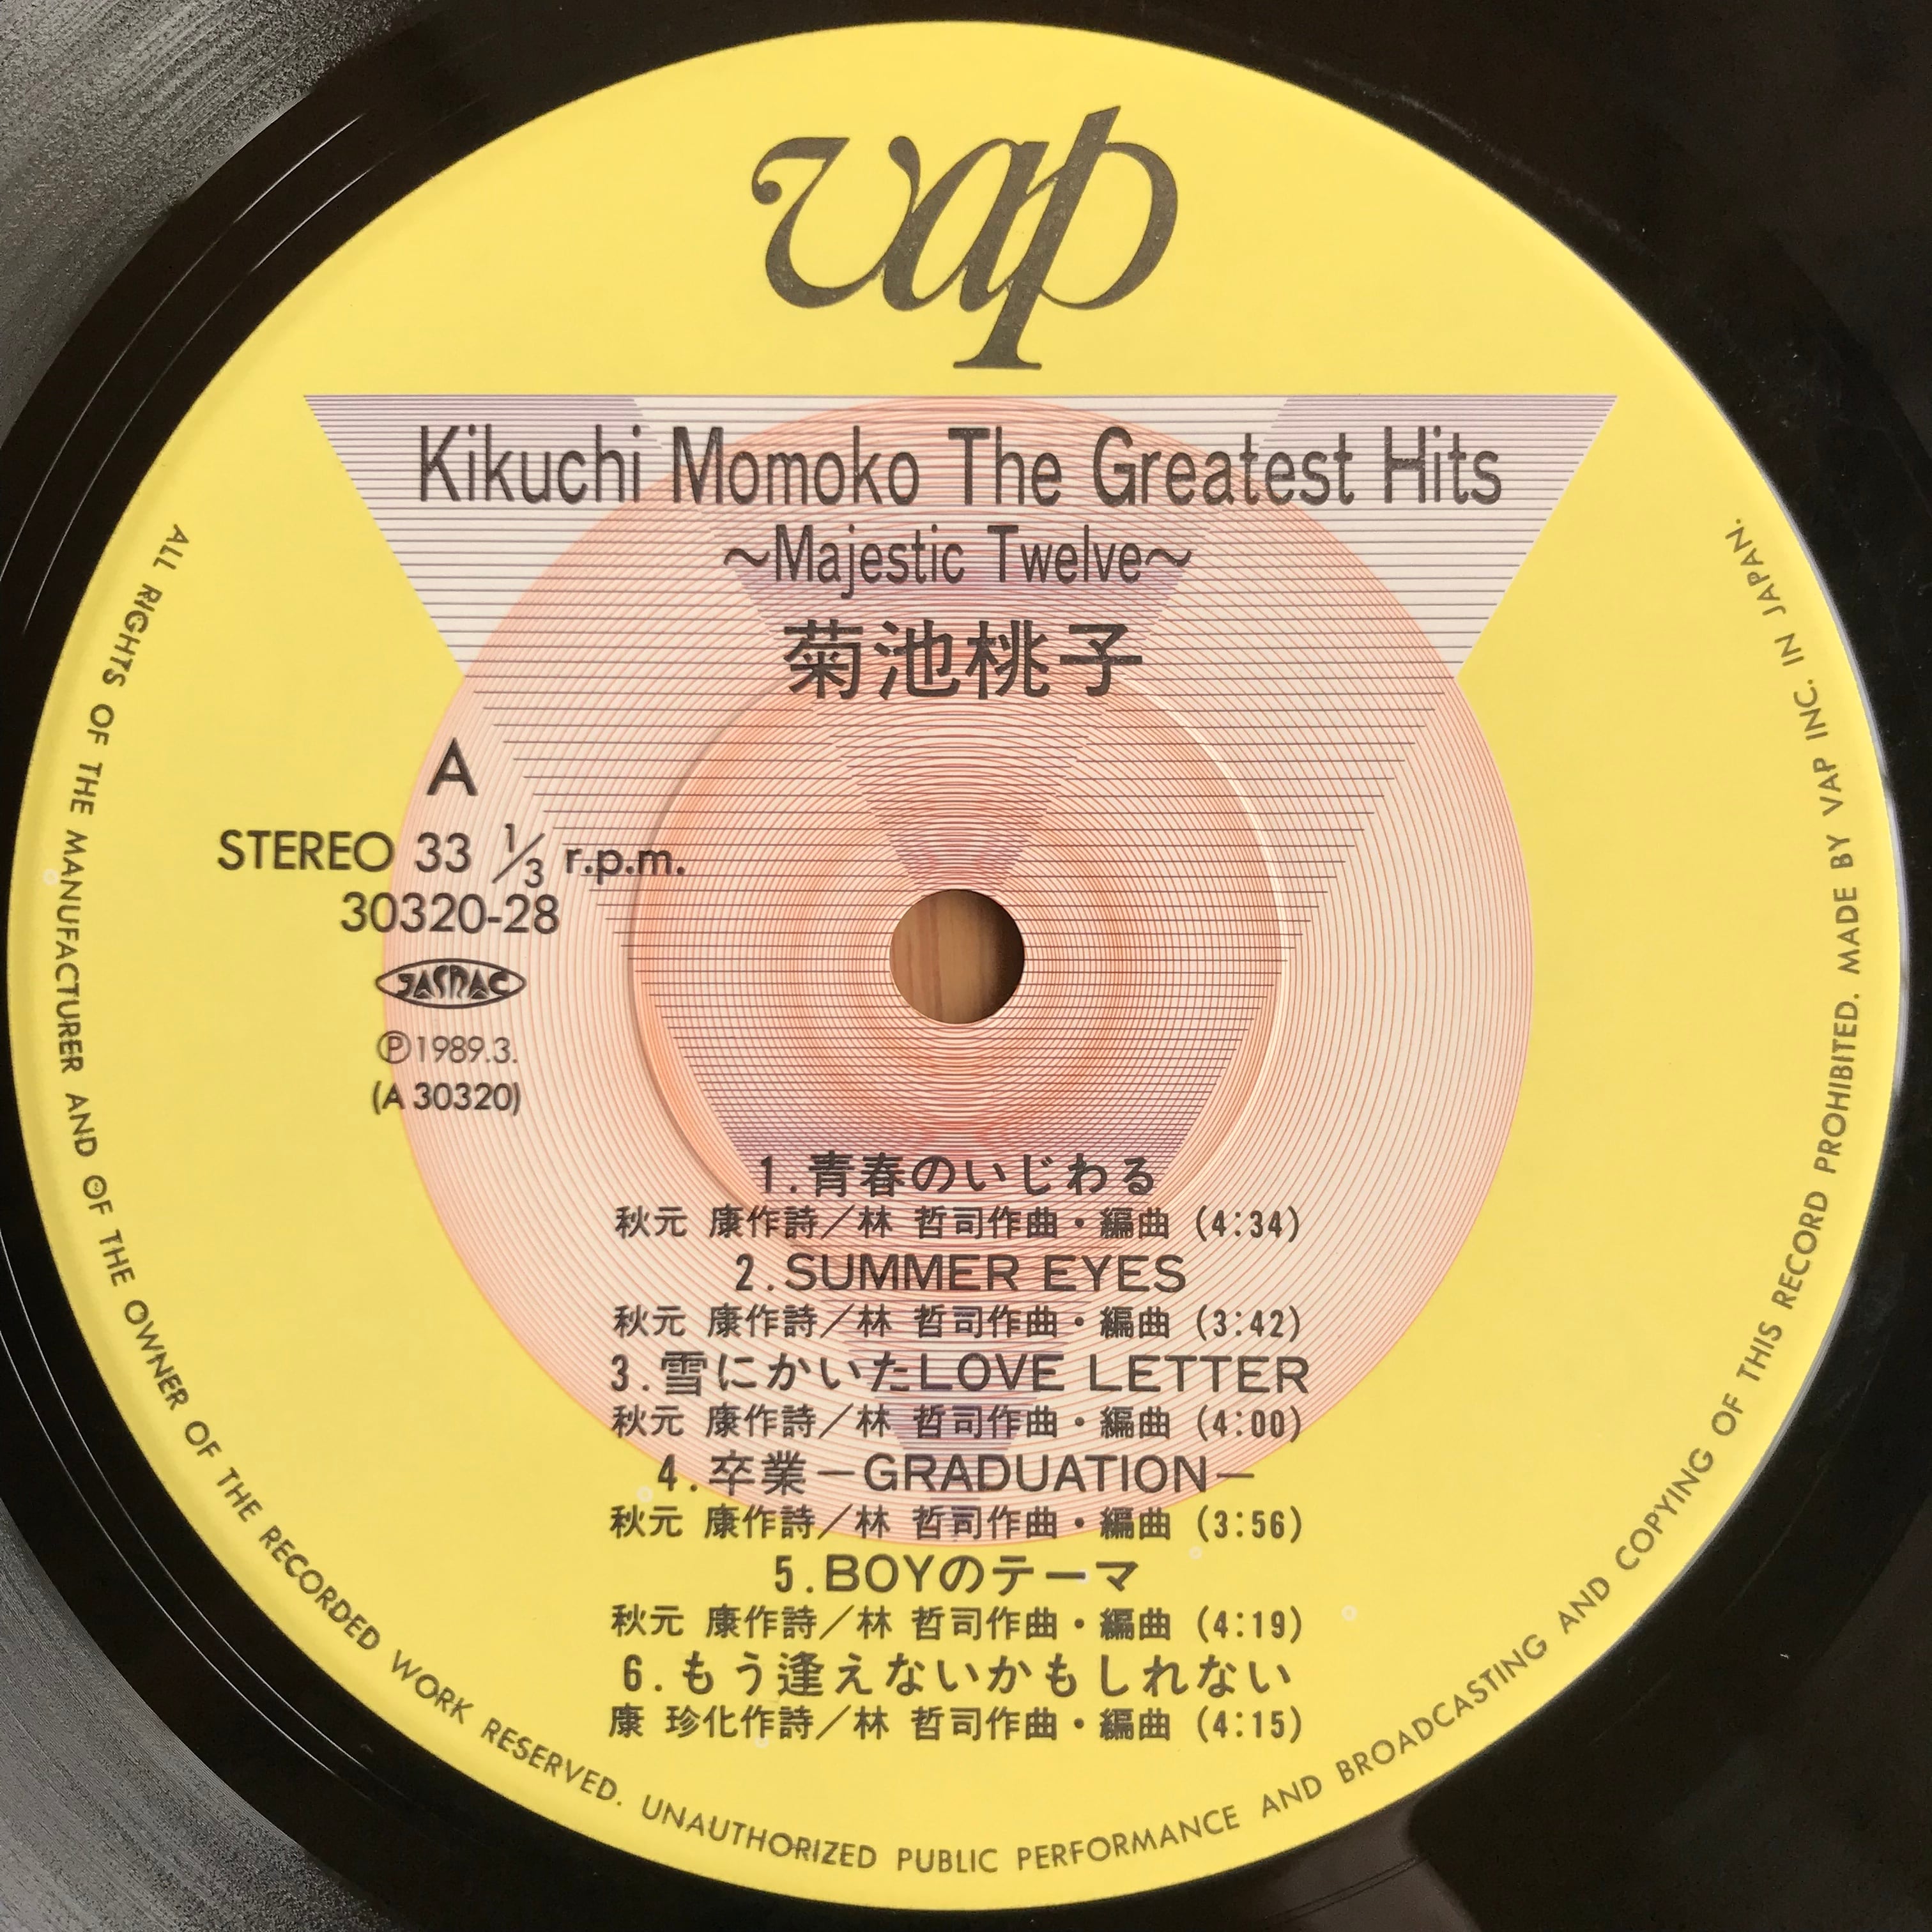 vap
Kikuchi Momoko The Greatest Hits
～Majestic Twelve～
菊池桃子
A
STEREO 33 1/3 r.p.m.
30320-28
JASRAC
Ⓟ1989.3.
(A 30320)
1.青春のいじわる
秋元 康作詩／林 哲司作曲・編曲 (4:34)
2.SUMMER EYES
秋元 康作詩／林 哲司作曲・編曲 (3:42)
3.雪にかいたLOVE LETTER
秋元 康作詩／林 哲司作曲・編曲 (4:00)
4.卒業－GRADUATION－
秋元 康作詩／林 哲司作曲・編曲 (3:56)
5.BOYのテーマ
秋元 康作詩／林 哲司作曲・編曲 (4:19)
6.もう逢えないかもしれない
康 珍化作詩／林 哲司作曲・編曲 (4:15)
ALL RIGHTS OF THE MANUFACTURER AND OF THE OWNER OF THE RECORDED WORK RESERVED. UNAUTHORIZED PUBLIC PERFORMANCE AND BROADCASTING AND COPYING OF THIS RECORD PROHIBITED. MADE BY VAP INC. IN JAPAN.